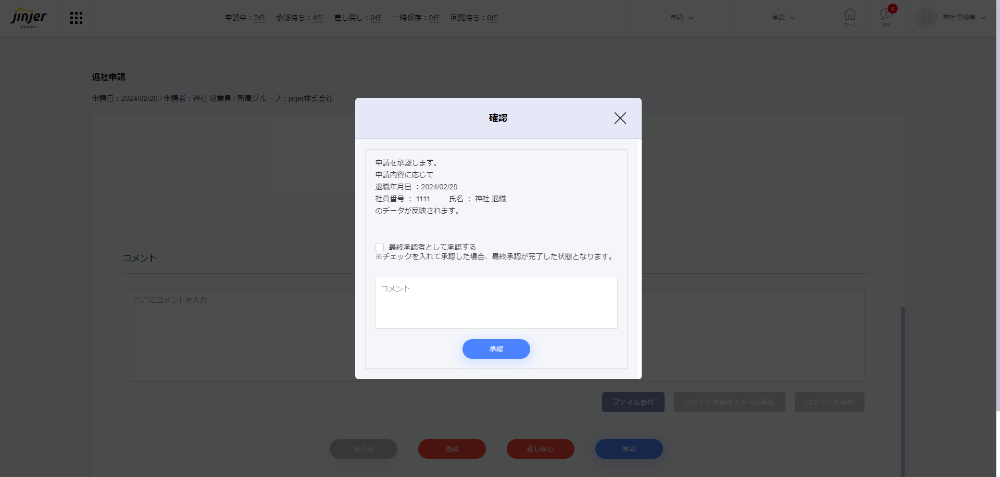 jinjer
ジンジャー
申請中：2件 承認待ち：4件 差し戻し：0件 一時保存：0件 回覧待ち：0件
申請
承認
ホーム
通知
8
神社 管理者
退社申請
申請日：2024/02/20 / 申請者：神社 従業員 / 所属グループ：jinjer株式会社
確認
申請を承認します。
申請内容に応じて
退職年月日 ：2024/02/29
社員番号 ： 1111 氏名 ： 神社 退職
のデータが反映されます。
最終承認者として承認する
※チェックを入れて承認した場合、最終承認が完了した状態となります。
コメント
承認
コメント
ここにコメントを入力
ファイル添付
コメントを保存＋メール通知
コメントを保存
閉じる
否認
差し戻し
承認